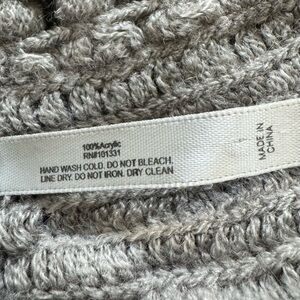 100%Acrylic
RN#101331
HAND WASH COLD. DO NOT BLEACH.
LINE DRY. DO NOT IRON. DRY CLEAN
MADE IN
CHINA